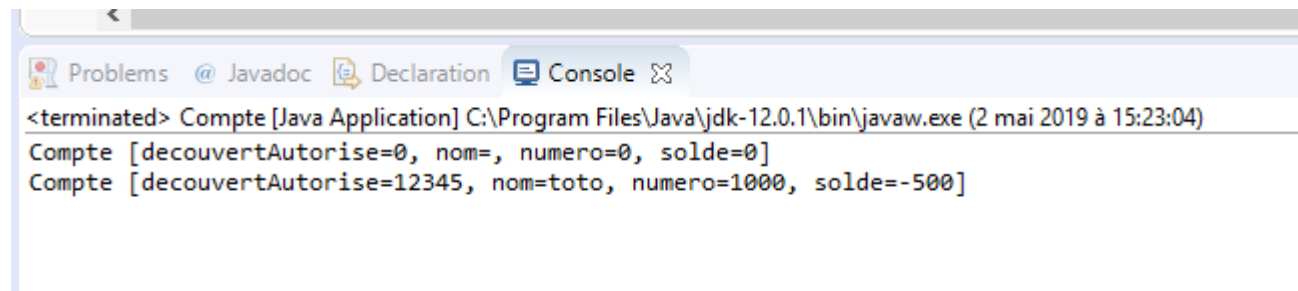 Problems @ Javadoc Declaration Console
<terminated> Compte [Java Application] C:\Program Files\Java\jdk-12.0.1\bin\javaw.exe (2 mai 2019 à 15:23:04)
Compte [decouvertAutorise=0, nom=, numero=0, solde=0]
Compte [decouvertAutorise=12345, nom=toto, numero=1000, solde=-500]